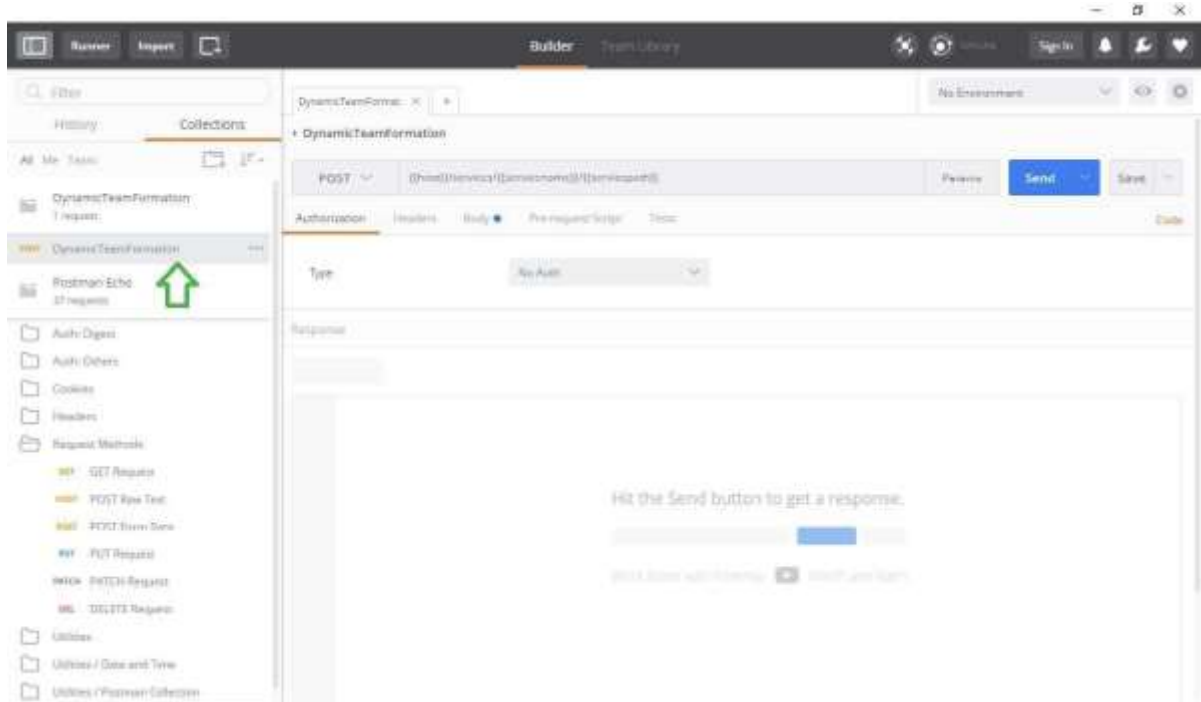 Runner Import Builder Team Library Sign In
Filter
History Collections
All Me Team
DynamicTeamFormation
1 request
POST DynamicTeamFormation
Postman Echo
37 requests
Auth: Digest
Auth: Others
Cookies
Headers
Request Methods
GET GET Request
POST POST Raw Text
POST POST Form Data
PUT PUT Request
PATCH PATCH Request
DEL DELETE Request
Utilities
Utilities / Date and Time
Utilities / Postman Collection
DynamicTeamFormat
No Environment
DynamicTeamFormation
POST Params Send Save
Authorization Headers Body Pre-request Script Tests Code
Type No Auth
Response
Hit the Send button to get a response.